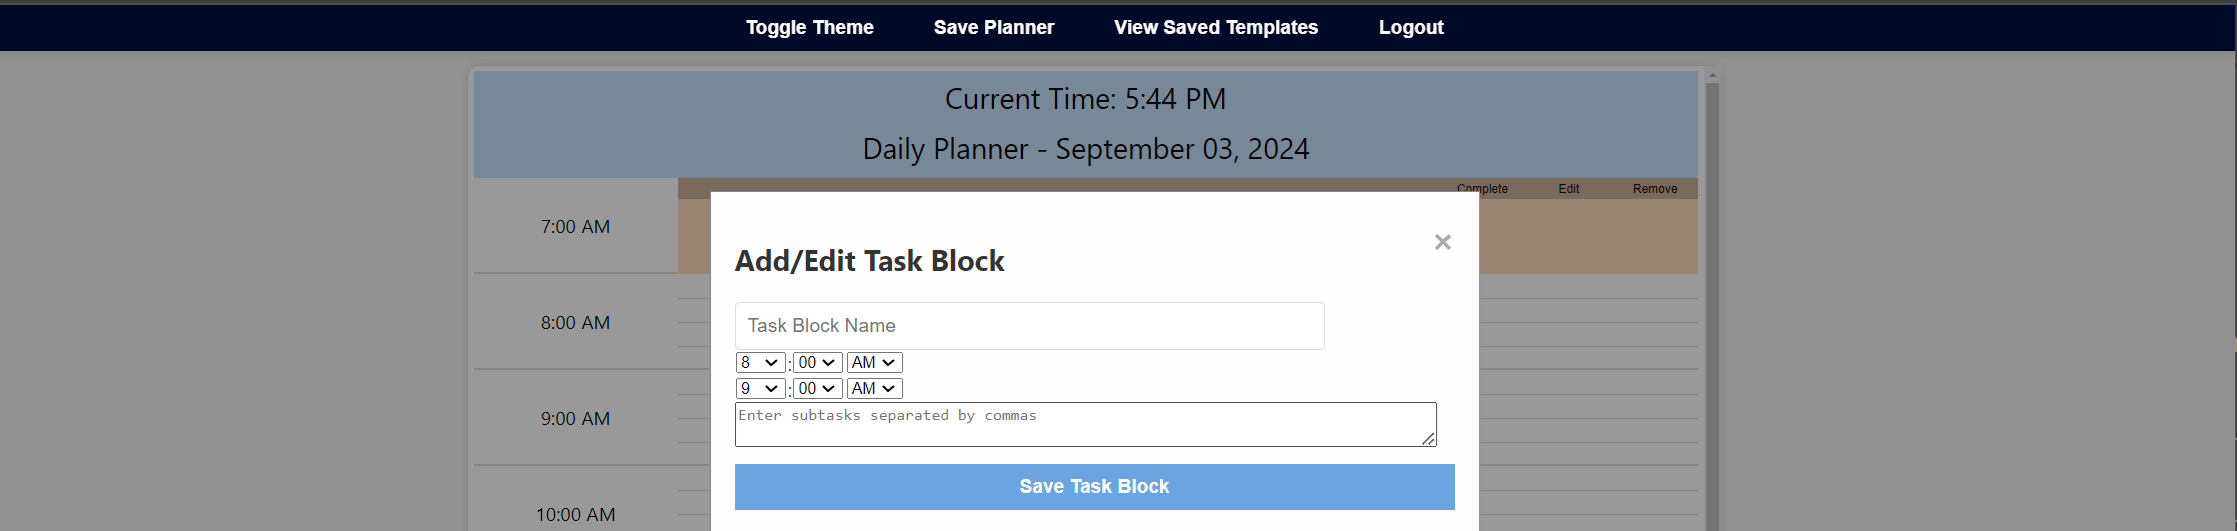 Toggle Theme Save Planner View Saved Templates Logout
Current Time: 5:44 PM
Daily Planner - September 03, 2024
Complete Edit Remove
7:00 AM
×
Add/Edit Task Block
8:00 AM
Task Block Name
8 : 00 AM
9 : 00 AM
9:00 AM
Enter subtasks separated by commas
Save Task Block
10:00 AM